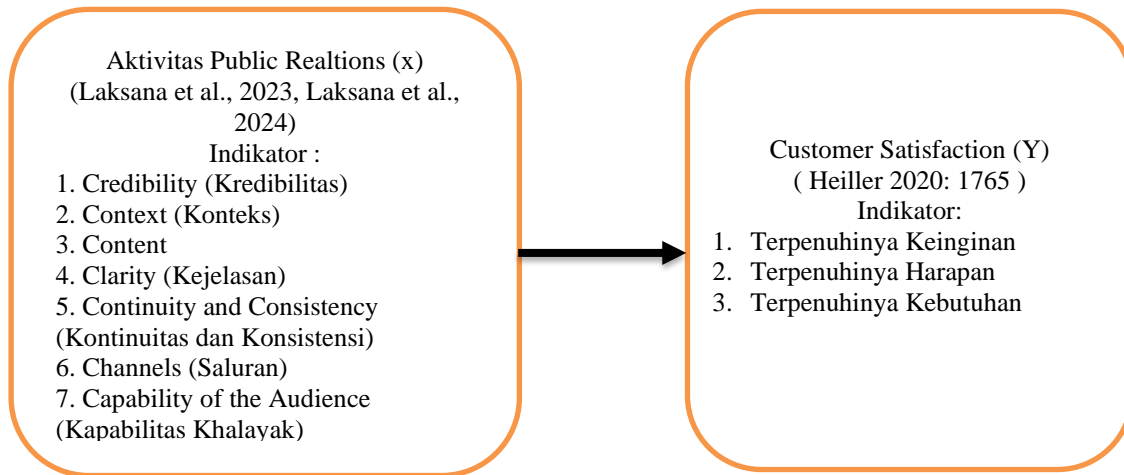 Aktivitas Public Realtions (x)
(Laksana et al., 2023, Laksana et al.,
2024)
Indikator :
1. Credibility (Kredibilitas)
2. Context (Konteks)
3. Content
4. Clarity (Kejelasan)
5. Continuity and Consistency
(Kontinuitas dan Konsistensi)
6. Channels (Saluran)
7. Capability of the Audience
(Kapabilitas Khalayak)
Customer Satisfaction (Y)
( Heiller 2020: 1765 )
Indikator:
1. Terpenuhinya Keinginan
2. Terpenuhinya Harapan
3. Terpenuhinya Kebutuhan